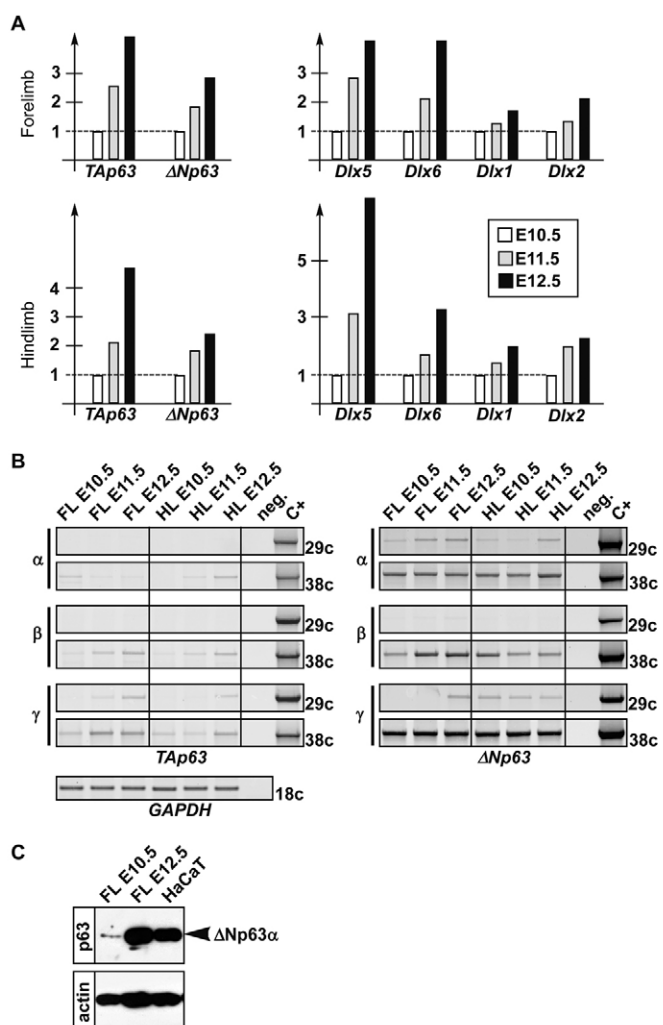 A
Forelimb
3
2
1
TAp63 ΔNp63
3
2
1
Dlx5 Dlx6 Dlx1 Dlx2
Hindlimb
4
3
2
1
TAp63 ΔNp63
5
3
1
Dlx5 Dlx6 Dlx1 Dlx2
E10.5
E11.5
E12.5
B
FL E10.5 FL E11.5 FL E12.5 HL E10.5 HL E11.5 HL E12.5 neg. C+
α 29c
38c
β 29c
38c
γ 29c
38c
TAp63
18c
GAPDH
FL E10.5 FL E11.5 FL E12.5 HL E10.5 HL E11.5 HL E12.5 neg. C+
α 29c
38c
β 29c
38c
γ 29c
38c
ΔNp63
C
FL E10.5 FL E12.5 HaCaT
p63 ΔNp63α
actin